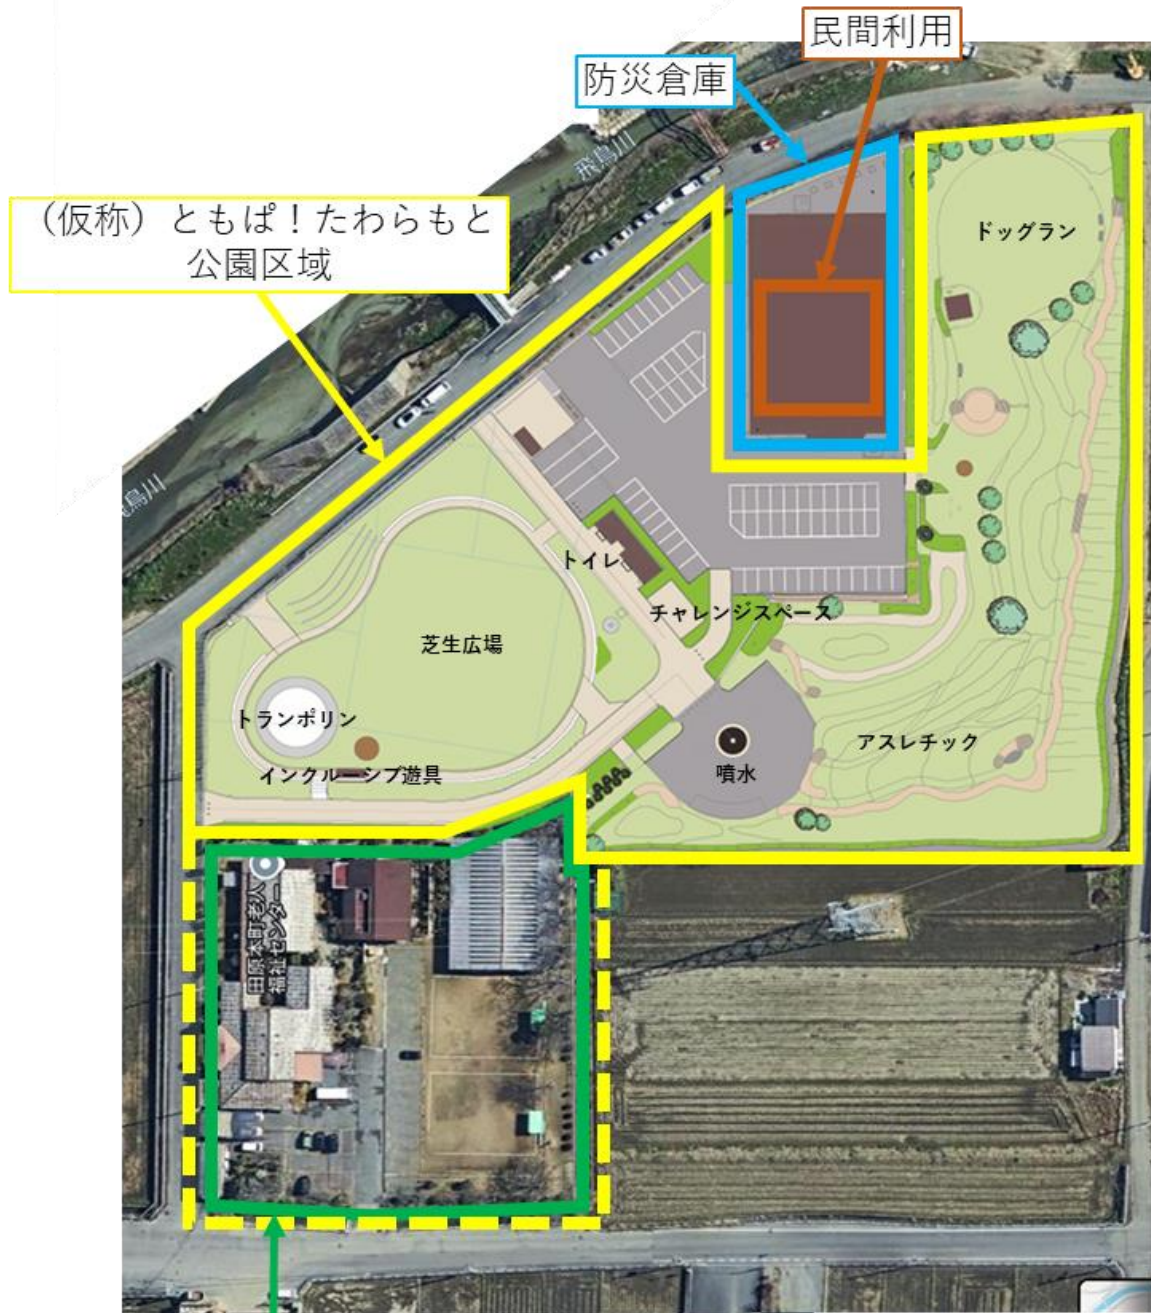 民間利用
防災倉庫
飛鳥川
（仮称）ともぱ！たわらもと
公園区域
ドッグラン
鳥川
トイレ
チャレンジスペース
芝生広場
トランポリン
アスレチック
インクルーシブ遊具
噴水
田原本町老人
福祉センター